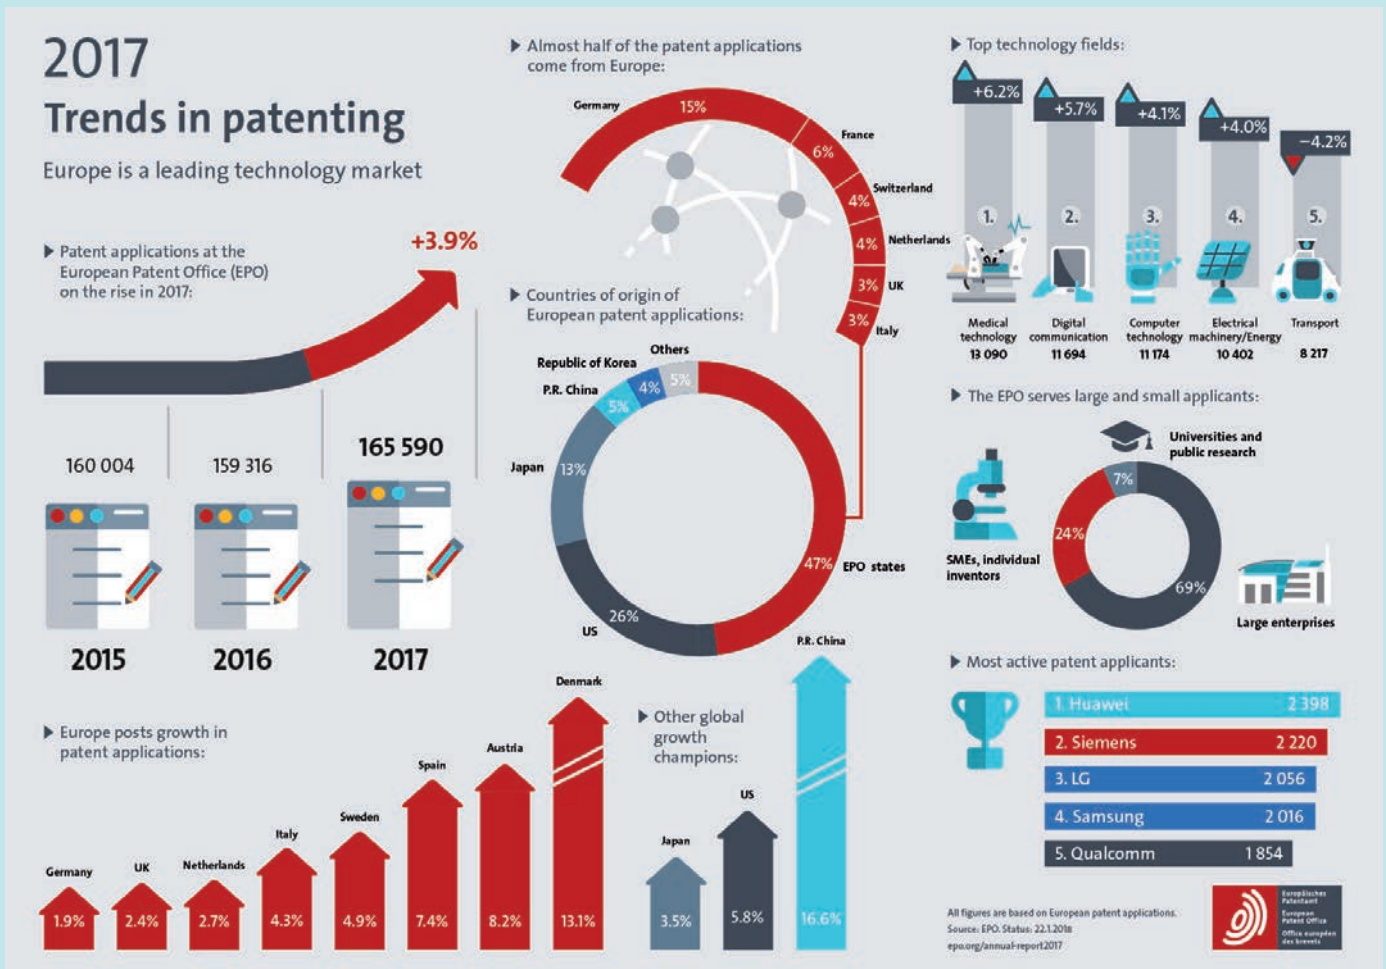 2017
Trends in patenting
Europe is a leading technology market
Patent applications at the
European Patent Office (EPO)
on the rise in 2017:
+3.9%
160 004
159 316
165 590
2015
2016
2017
Europe posts growth in
patent applications:
Germany
1.9%
UK
2.4%
Netherlands
2.7%
Italy
4.3%
Sweden
4.9%
Spain
7.4%
Austria
8.2%
Denmark
13.1%
Almost half of the patent applications
come from Europe:
Germany
15%
France
6%
Switzerland
4%
Netherlands
4%
UK
3%
Italy
3%
Countries of origin of
European patent applications:
Others
5%
Republic of Korea
4%
P.R. China
5%
Japan
13%
US
26%
47%
EPO states
Other global
growth
champions:
Japan
3.5%
US
5.8%
P.R. China
16.6%
Top technology fields:
+6.2%
+5.7%
+4.1%
+4.0%
−4.2%
1.
2.
3.
4.
5.
Medical
technology
13 090
Digital
communication
11 694
Computer
technology
11 174
Electrical
machinery/Energy
10 402
Transport
8 217
The EPO serves large and small applicants:
Universities and
public research
7%
24%
SMEs, individual
inventors
69%
Large enterprises
Most active patent applicants:
1. Huawei 2 398
2. Siemens 2 220
3. LG 2 056
4. Samsung 2 016
5. Qualcomm 1 854
All figures are based on European patent applications.
Source: EPO. Status: 22.1.2018
epo.org/annual-report2017
Europäisches
Patentamt
European
Patent Office
Office européen
des brevets